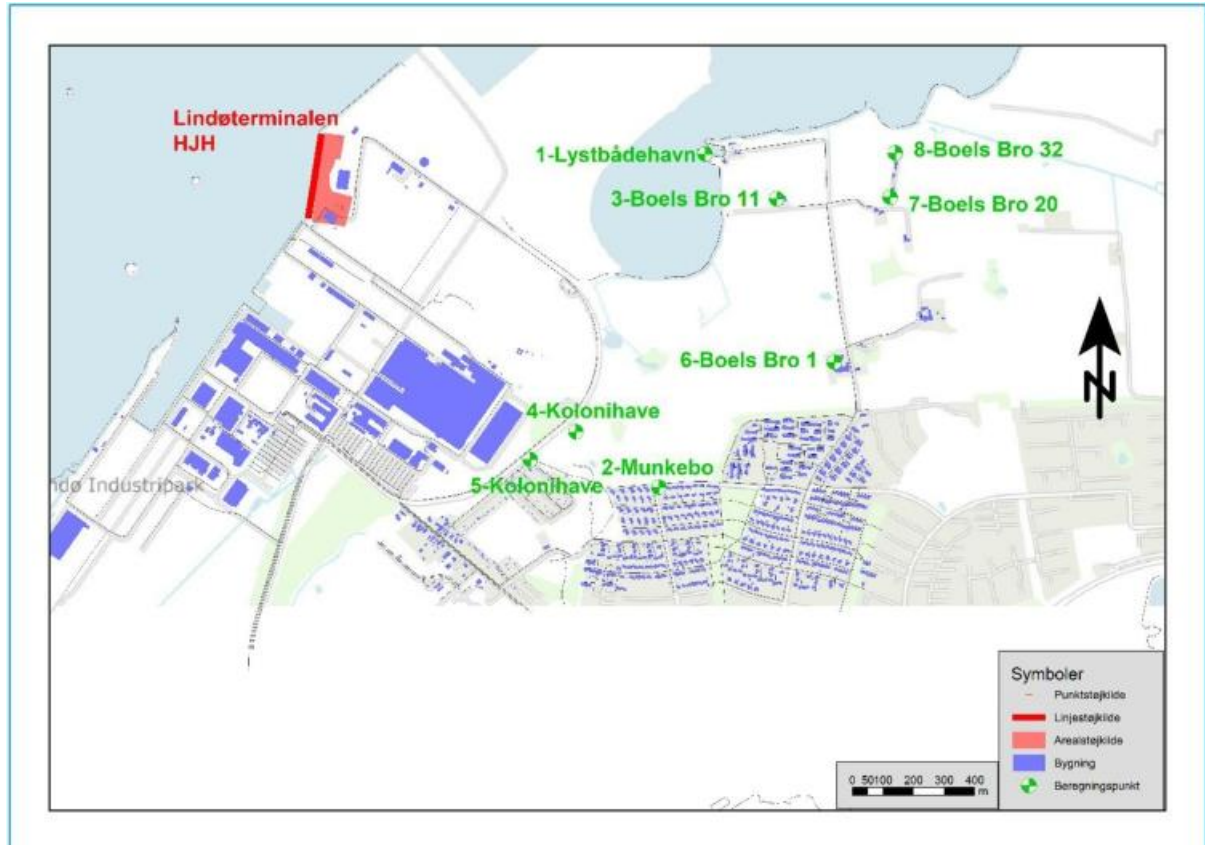 Lindøterminalen
HJH
1-Lystbådehavn
8-Boels Bro 32
3-Boels Bro 11
7-Boels Bro 20
6-Boels Bro 1
4-Kolonihave
2-Munkebo
5-Kolonihave
ndø Industripark
N
Symboler
Punktstøjkilde
Linjestøjkilde
Arealstøjkilde
Bygning
Beregningspunkt
0 50100 200 300 400
m